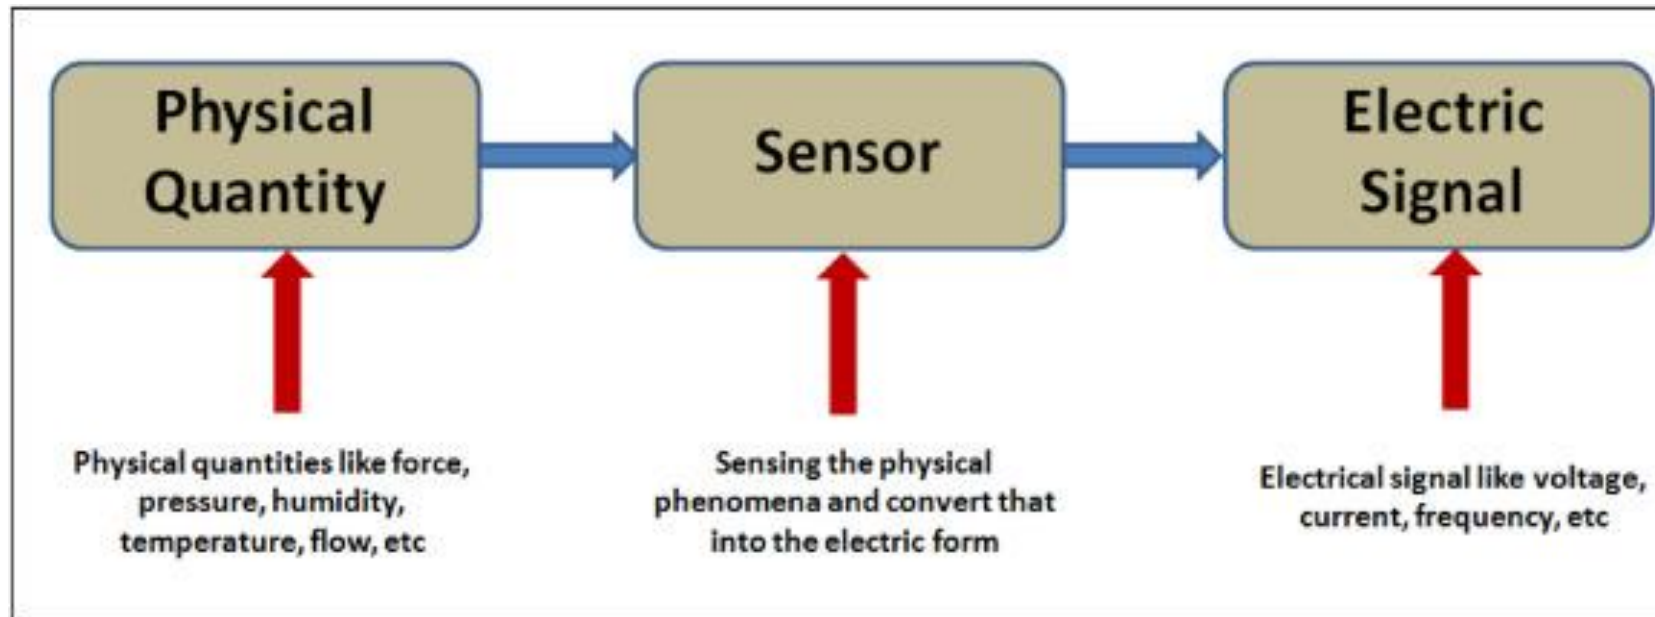 Physical
Quantity
Sensor
Electric
Signal
Physical quantities like force,
pressure, humidity,
temperature, flow, etc
Sensing the physical
phenomena and convert that
into the electric form
Electrical signal like voltage,
current, frequency, etc